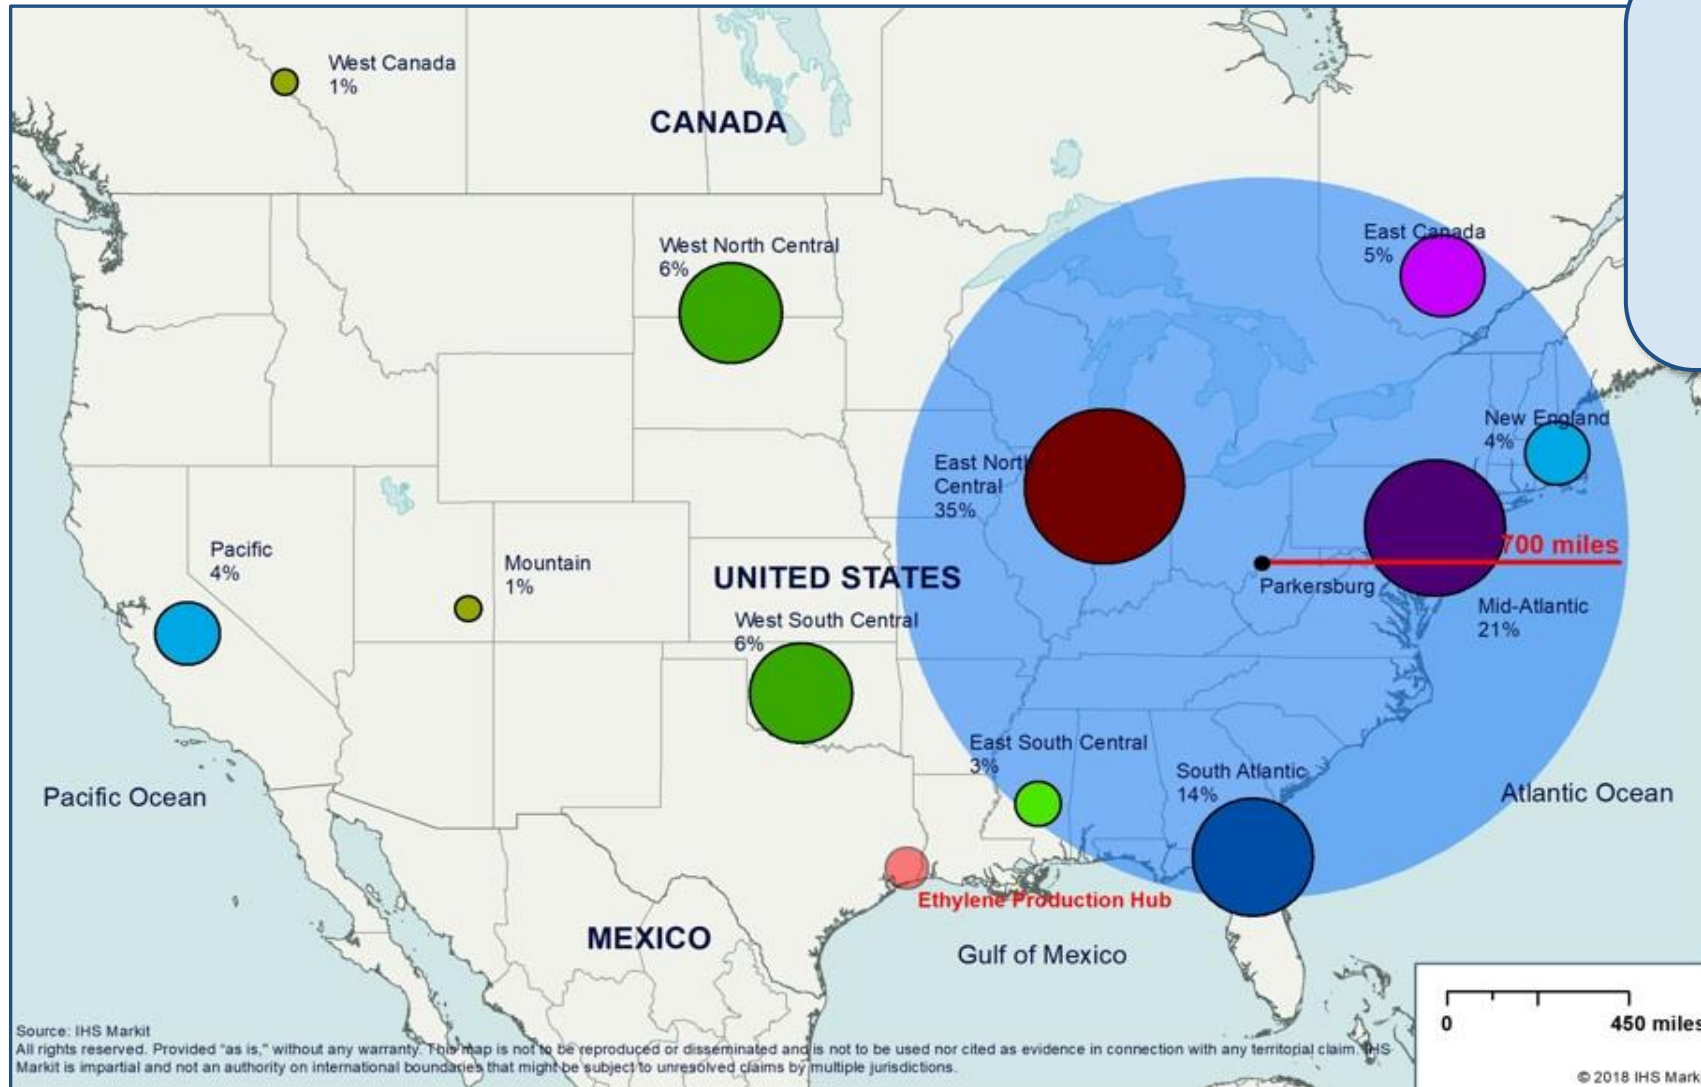 West Canada
1%
CANADA
West North Central
6%
East Canada
5%
New England
4%
East North
Central
35%
700 miles
Parkersburg
Mid-Atlantic
21%
Pacific
4%
Mountain
1%
UNITED STATES
West South Central
6%
East South Central
3%
South Atlantic
14%
Pacific Ocean
Atlantic Ocean
Ethylene Production Hub
MEXICO
Gulf of Mexico
0
450 miles
Source: IHS Markit
All rights reserved. Provided "as is," without any warranty. This map is not to be reproduced or disseminated and is not to be used nor cited as evidence in connection with any territorial claim. IHS
Markit is impartial and not an authority on international boundaries that might be subject to unresolved claims by multiple jurisdictions.
© 2018 IHS Mark